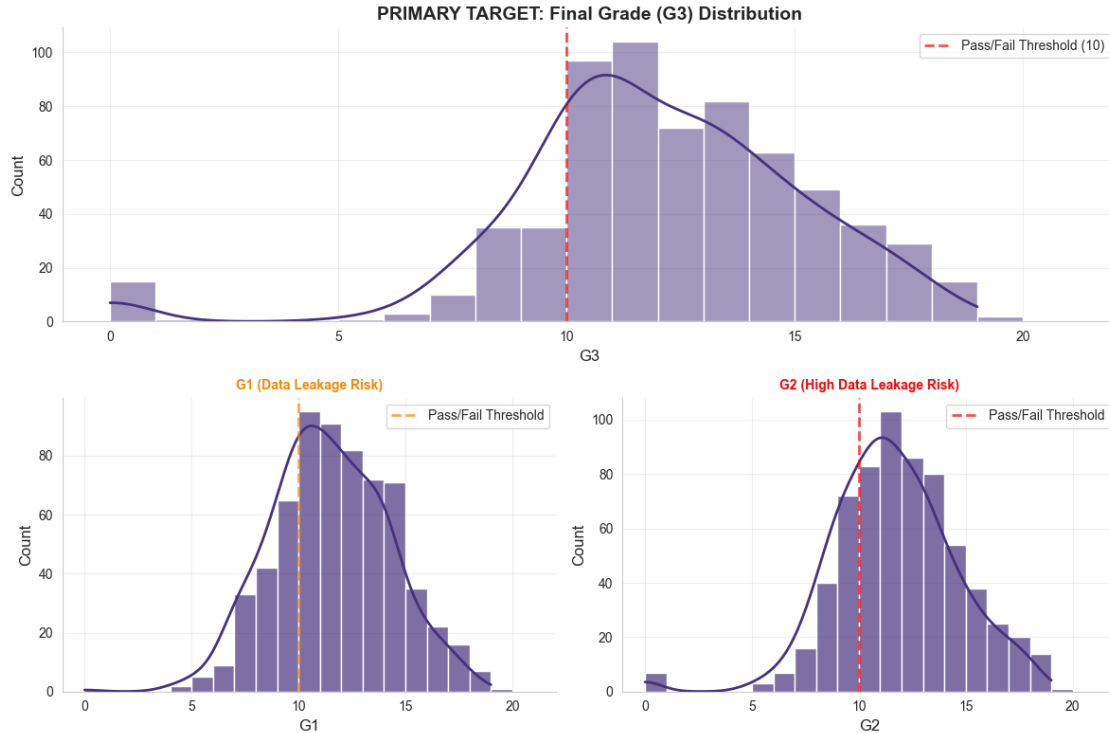 PRIMARY TARGET: Final Grade (G3) Distribution
Pass/Fail Threshold (10)
100
80
60
40
20
0
Count
0 5 10 15 20
G3
G1 (Data Leakage Risk)
Pass/Fail Threshold
80
60
40
20
0
Count
0 5 10 15 20
G1
G2 (High Data Leakage Risk)
Pass/Fail Threshold
100
80
60
40
20
0
Count
0 5 10 15 20
G2